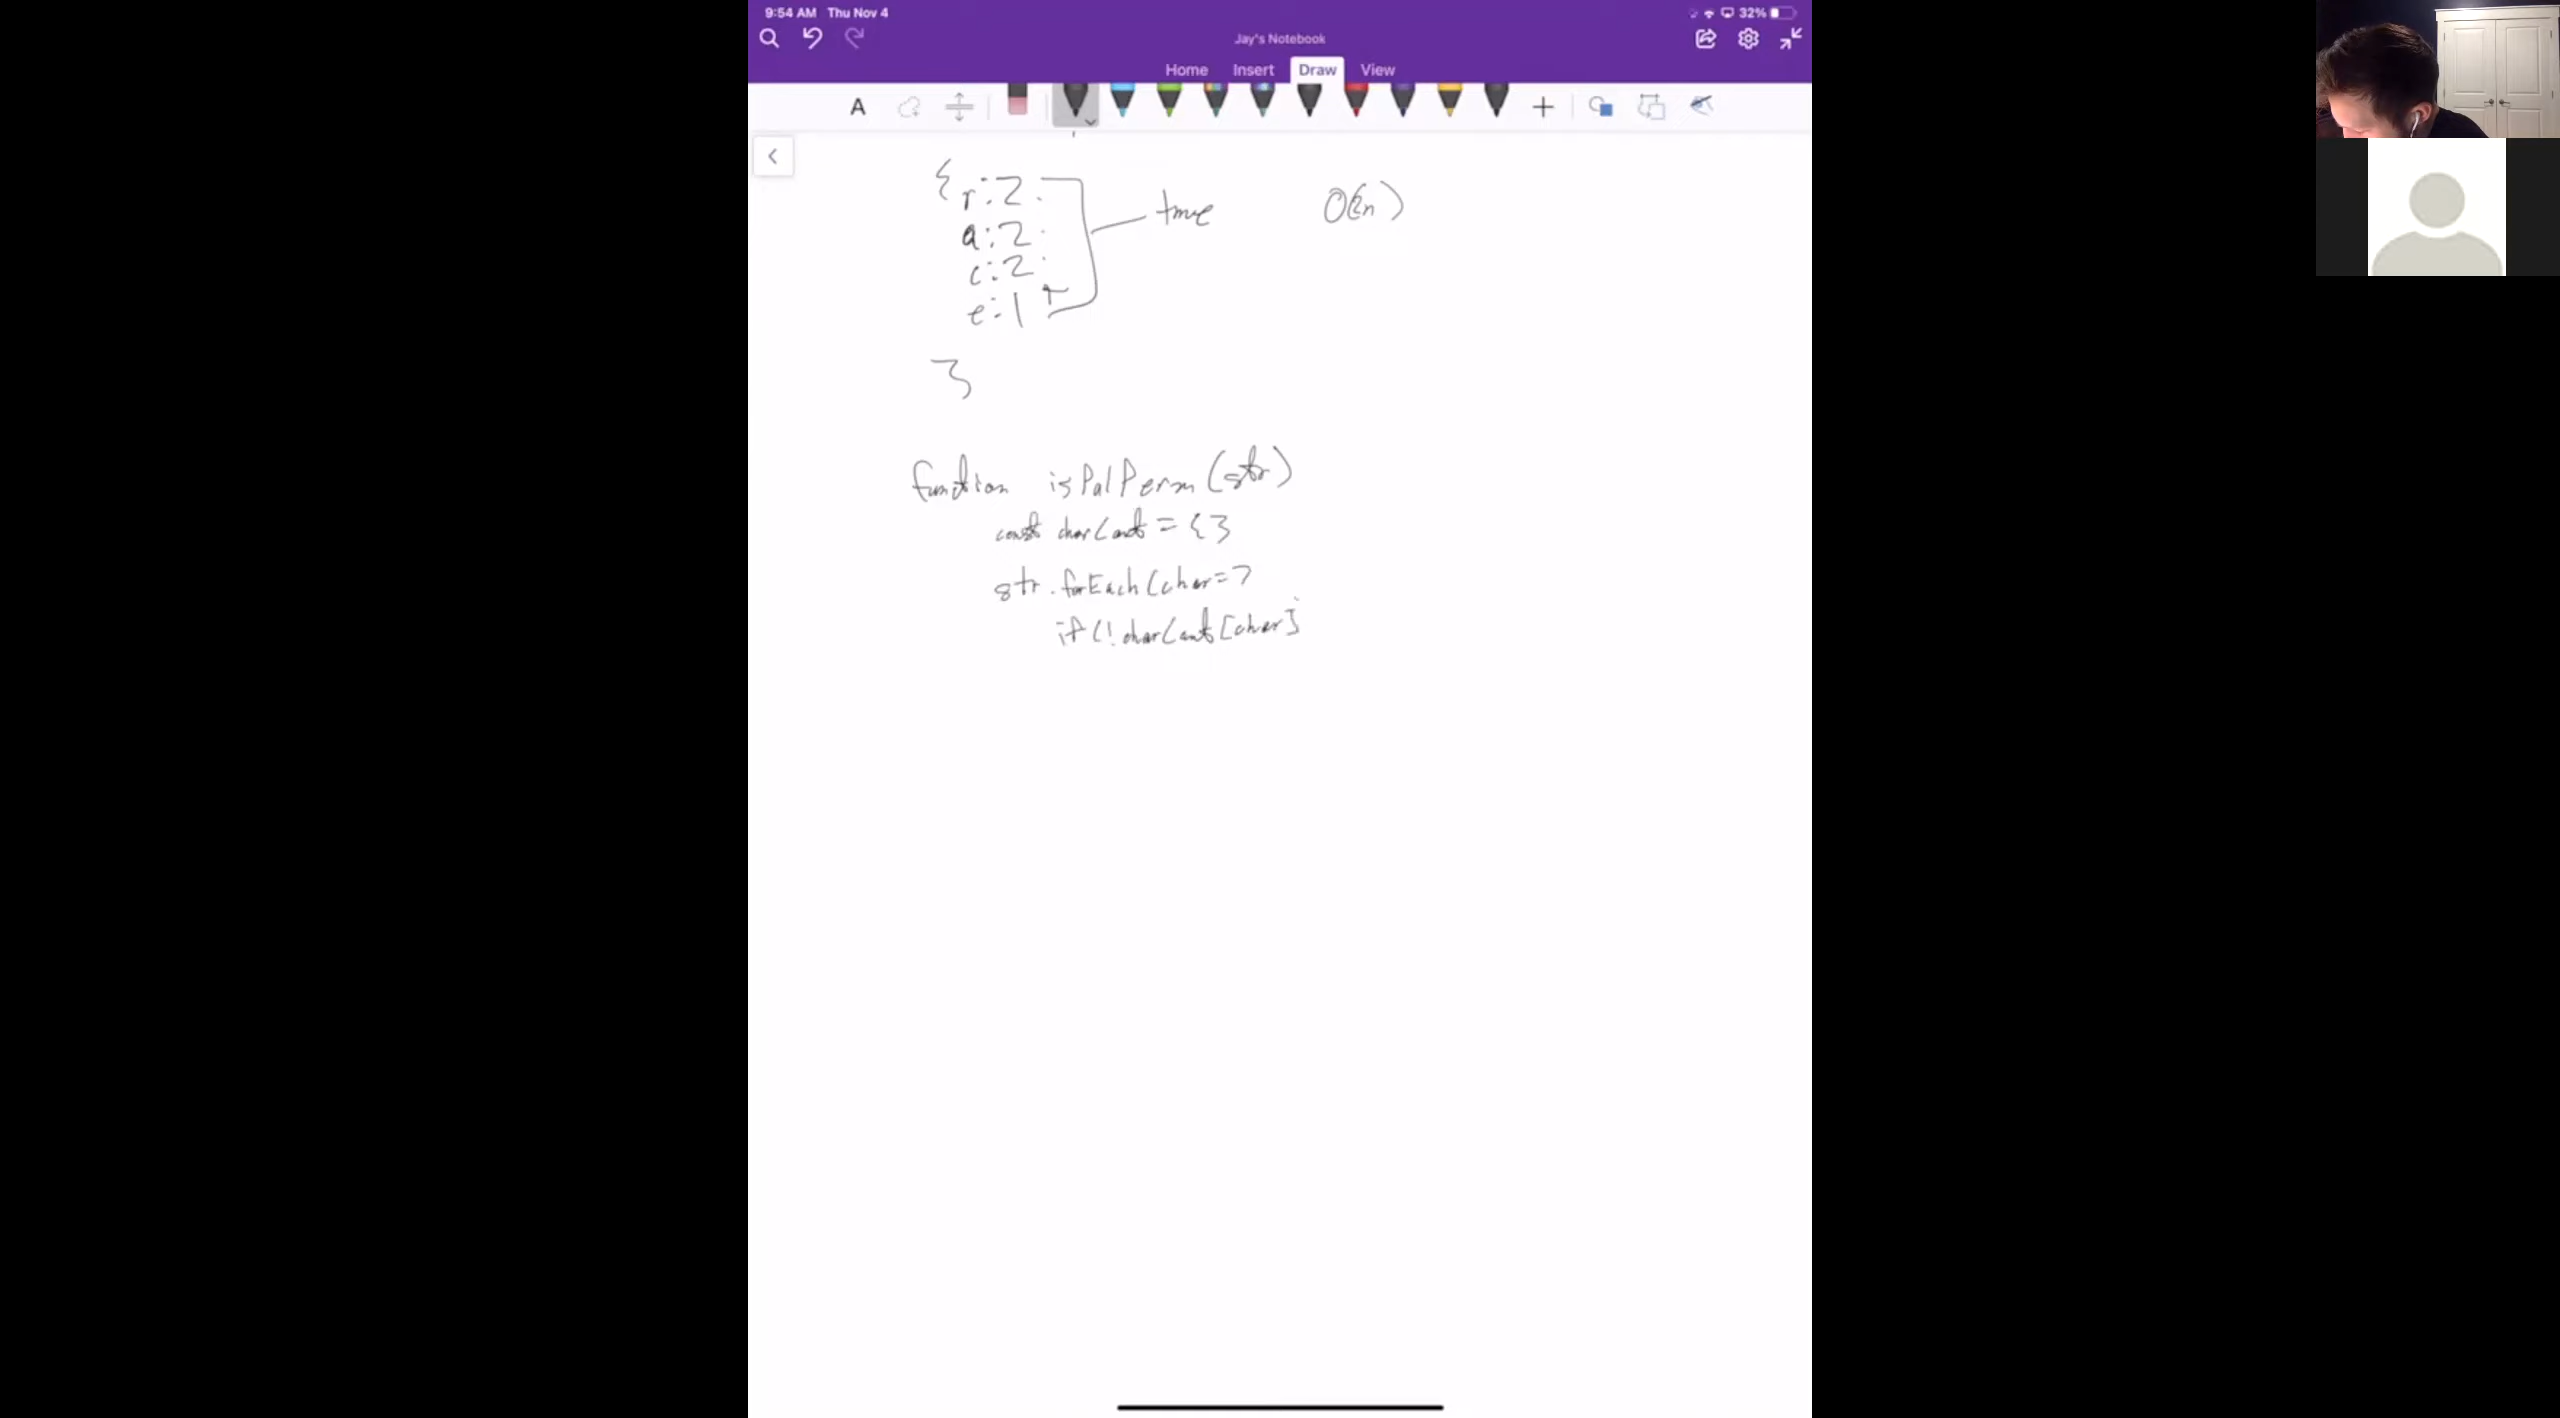 9:54 AM Thu Nov 4
32%
Jay's Notebook
Home Insert Draw View
A
{ r:2
true
O(2n)
a:2
c:2
e:1
}
function isPalPerm(str)
const charCount = {}
str.forEach(char=>
if(!charCount[char]